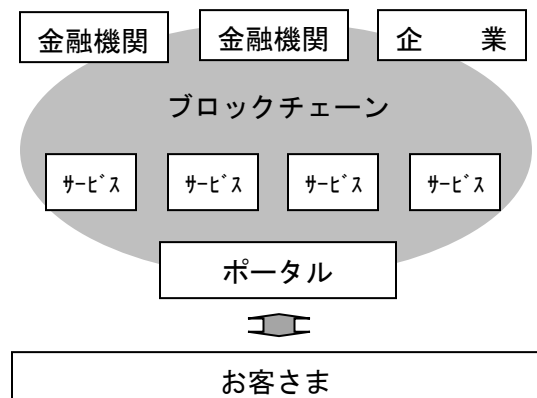 金融機関 金融機関 企　業
ブロックチェーン
ｻｰﾋﾞｽ ｻｰﾋﾞｽ ｻｰﾋﾞｽ ｻｰﾋﾞｽ
ポータル
お客さま